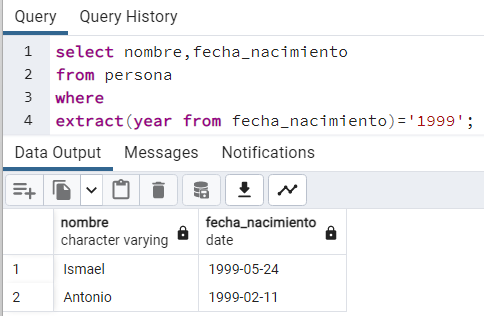 Query Query History
1 select nombre,fecha_nacimiento
2 from persona
3 where
4 extract(year from fecha_nacimiento)='1999';
Data Output Messages Notifications
nombre fecha_nacimiento
character varying date
1 Ismael 1999-05-24
2 Antonio 1999-02-11